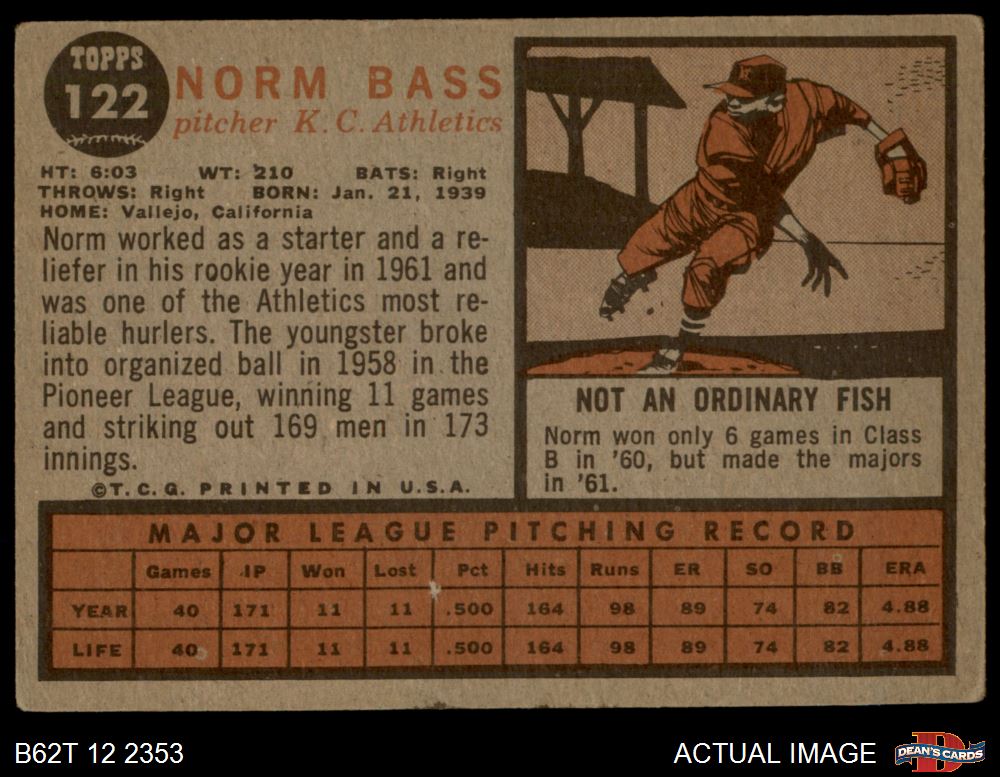 TOPPS
122
NORM BASS
pitcher K. C. Athletics
HT: 6:03 WT: 210 BATS: Right
THROWS: Right BORN: Jan. 21, 1939
HOME: Vallejo, California
Norm worked as a starter and a re-
liefer in his rookie year in 1961 and
was one of the Athletics most re-
liable hurlers. The youngster broke
into organized ball in 1958 in the
Pioneer League, winning 11 games
and striking out 169 men in 173
innings.
©T. C. G. PRINTED IN U.S.A.
NOT AN ORDINARY FISH
Norm won only 6 games in Class
B in '60, but made the majors
in '61.
MAJOR LEAGUE PITCHING RECORD
Games IP Won Lost Pct Hits Runs ER SO BB ERA
YEAR 40 171 11 11 .500 164 98 89 74 82 4.88
LIFE 40 171 11 11 .500 164 98 89 74 82 4.88
B62T 12 2353
ACTUAL IMAGE
DEAN'S CARDS